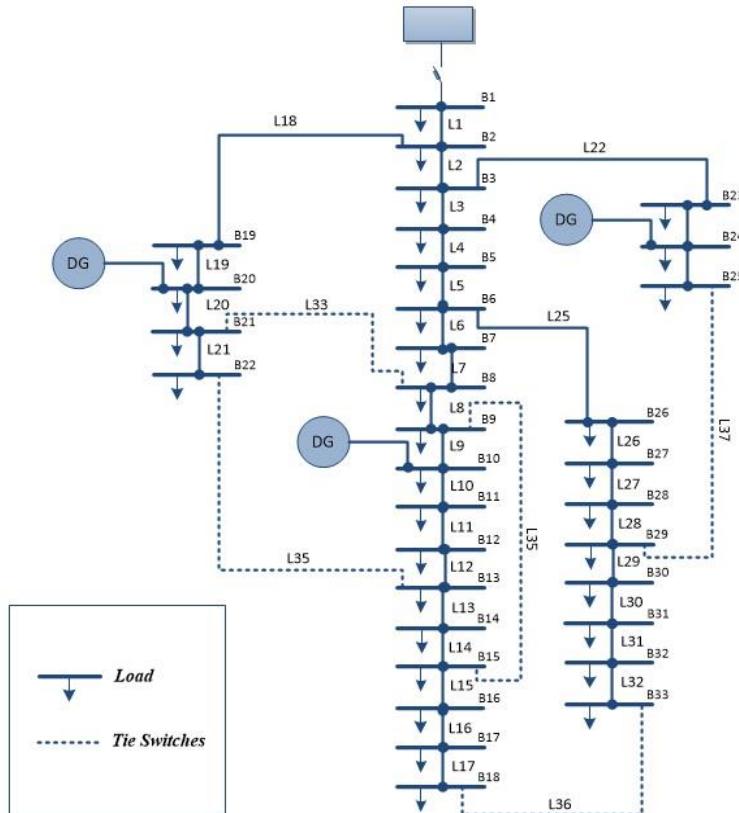 B1
L1
L18
B2
L2
L22
B3
L3
B23
B4
DG
L4
B24
B19
DG
L19
B5
B20
L5
B25
L20
L33
B6
B21
L6
L25
L21
B7
B22
L7
B8
L8
B9
B26
L37
DG
L9
L26
B10
B27
L10
L27
B11
B28
L11
L28
L35
B12
B29
L35
L12
L29
B13
B30
L13
L30
B14
B31
L14
L31
B15
B32
Load
L15
L32
B16
B33
L16
Tie Switches
B17
L17
B18
L36